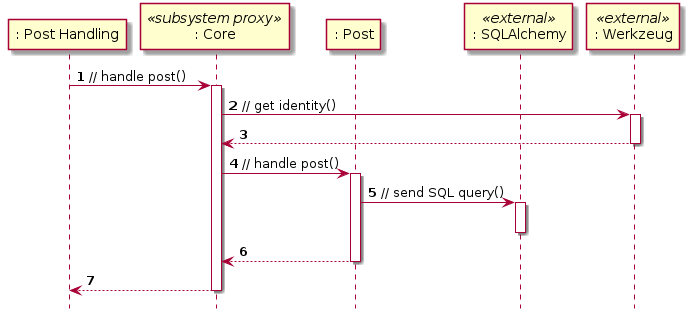 «subsystem proxy»
«external»
«external»
: Post Handling
: Core
: Post
: SQLAlchemy
: Werkzeug
1 // handle post()
2 // get identity()
3
4 // handle post()
5 // send SQL query()
6
7